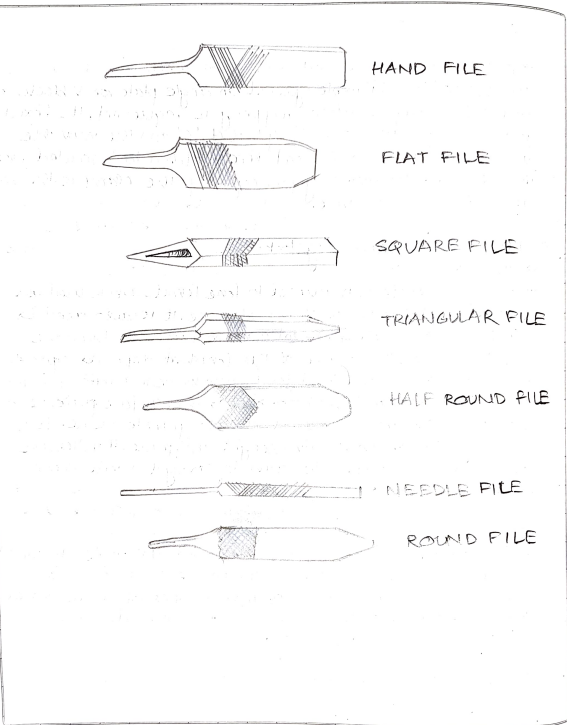 HAND FILE
FLAT FILE
SQUARE FILE
TRIANGULAR FILE
HALF ROUND FILE
NEEDLE FILE
ROUND FILE